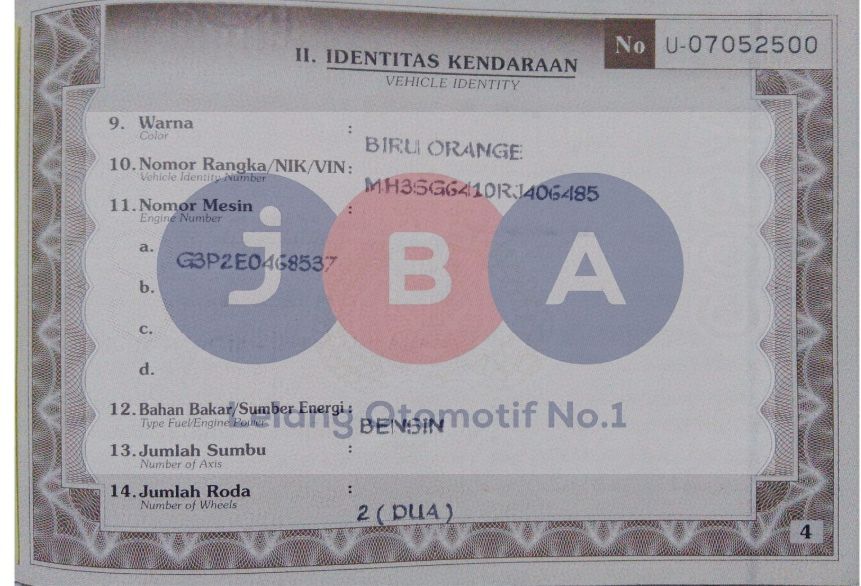 No U-07052500
II. IDENTITAS KENDARAAN
VEHICLE IDENTITY
9. Warna :
Color
BIRU ORANGE
10. Nomor Rangka/NIK/VIN :
Vehicle Identity Number
MH3SG6410RJ406485
11. Nomor Mesin :
Engine Number
a.
G3P2E0468537
b.
c.
d.
JBA
Lelang Otomotif No.1
12. Bahan Bakar/Sumber Energi :
Type Fuel/Engine Power
BENSIN
13. Jumlah Sumbu :
Number of Axis
14. Jumlah Roda :
Number of Wheels
2 ( DUA )
4